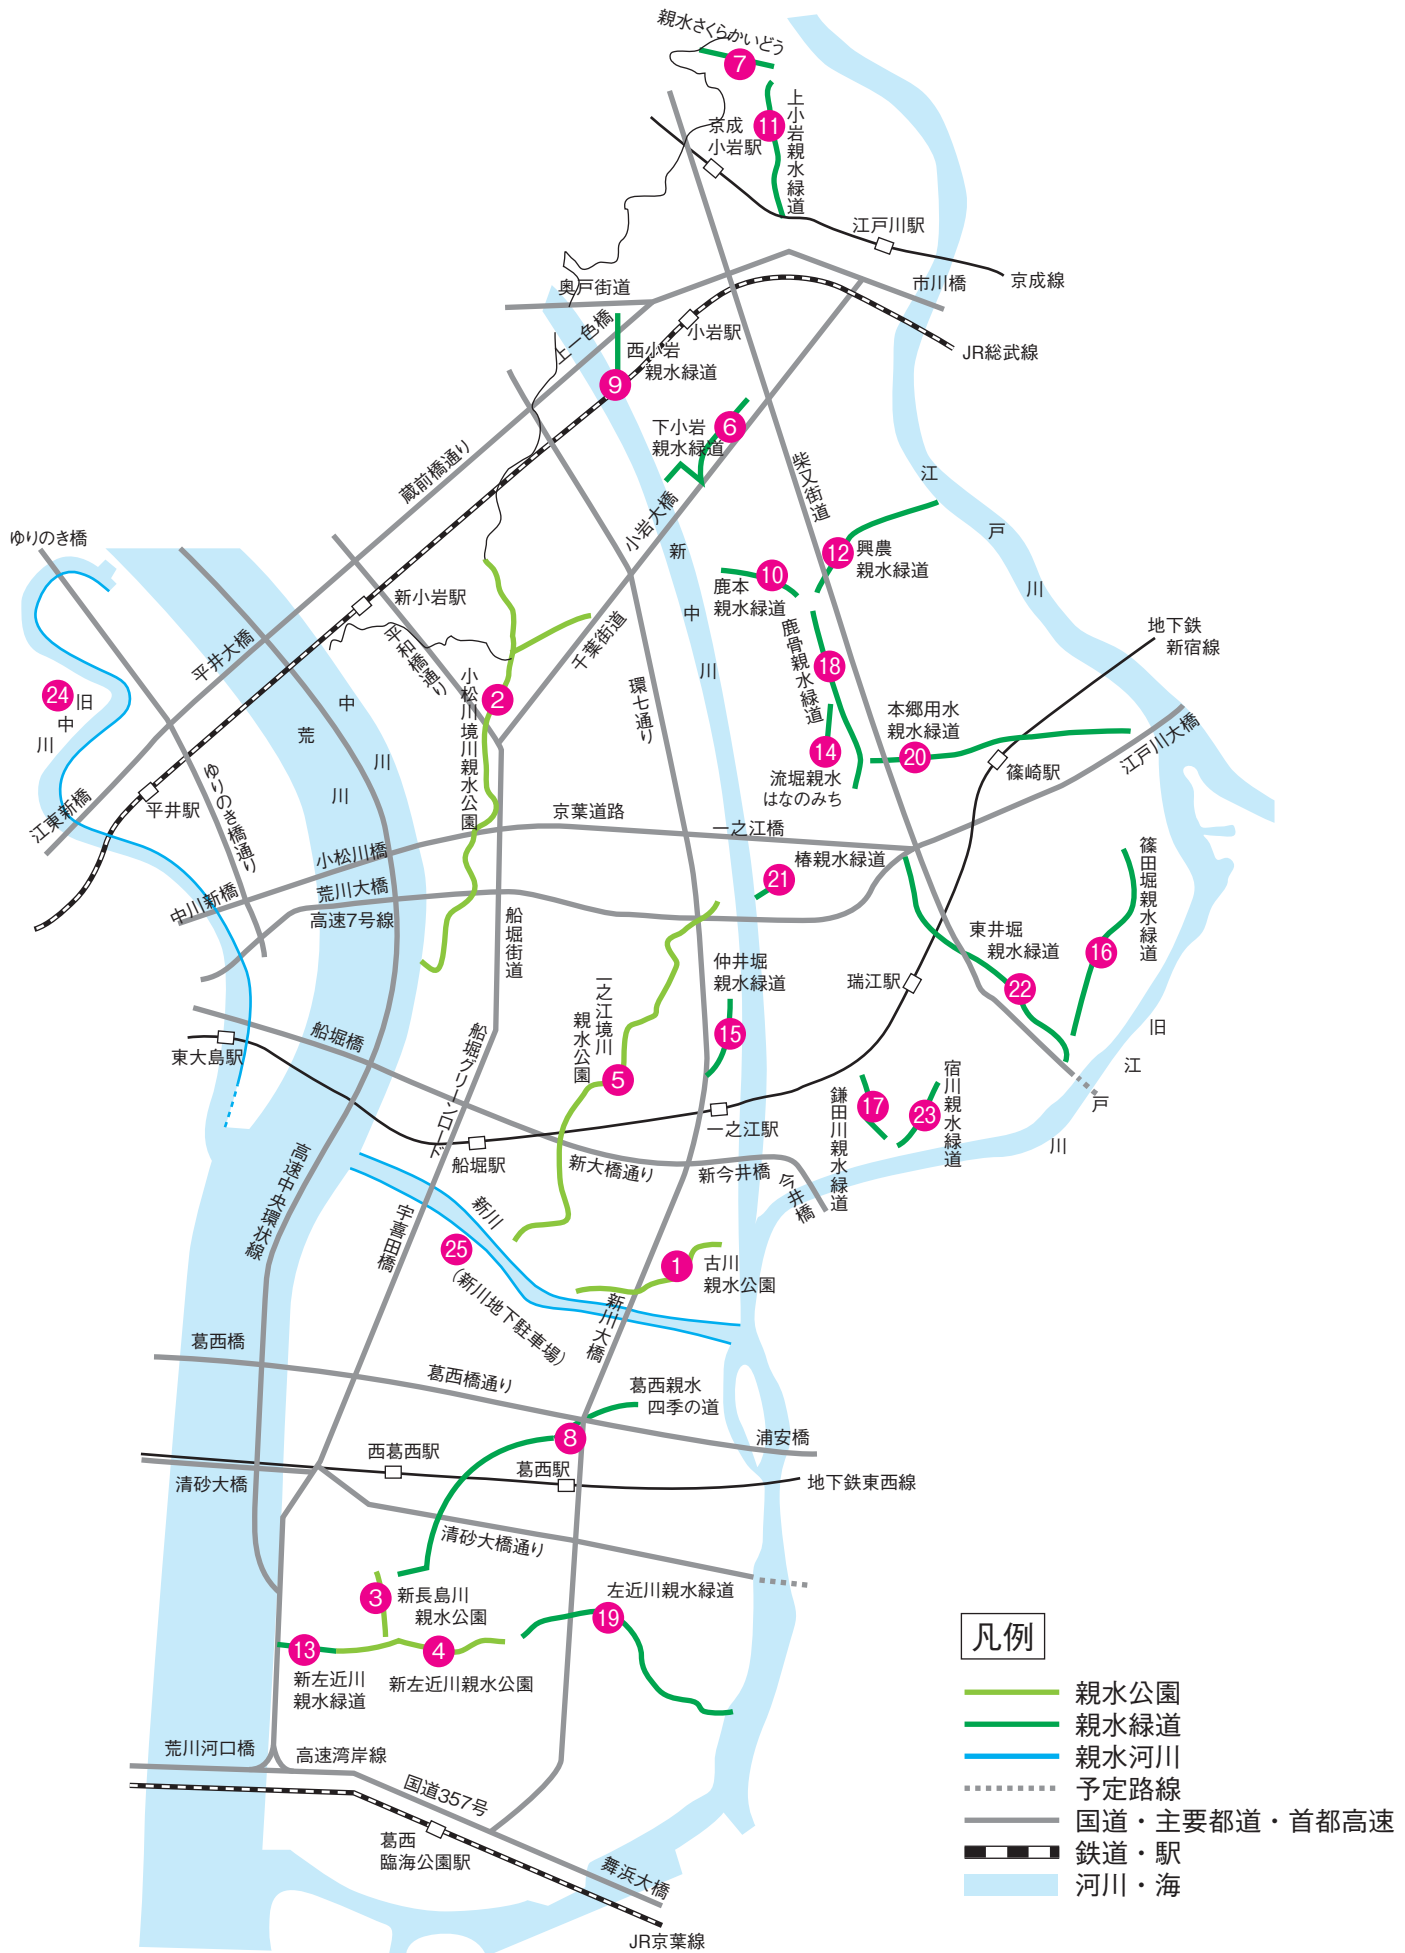 親水さくらかいどう
7
上小岩親水緑道
11
京成
小岩駅
江戸川駅
京成線
市川橋
奥戸街道
上一色橋
小岩駅
JR総武線
西小岩
親水緑道
9
下小岩
親水緑道
6
蔵前橋通り
柴又街道
小岩大橋
江戸川
ゆりのき橋
新中川
12
興農
親水緑道
10
鹿本
親水緑道
新小岩駅
平和橋通り
千葉街道
平井大橋
地下鉄
新宿線
鹿骨親水緑道
18
小松川境川親水公園
2
環七通り
24
旧中川
中川
荒川
本郷用水
親水緑道
20
14
流堀親水
はなのみち
篠崎駅
江戸川大橋
ゆりのき橋通り
平井駅
江東新橋
京葉道路
一之江橋
小松川橋
椿親水緑道
21
篠田堀親水緑道
16
荒川大橋
中川新橋
高速7号線
船堀街道
東井堀
親水緑道
22
仲井堀
親水緑道
15
瑞江駅
一之江境川
親水公園
5
旧江戸川
船堀橋
東大島駅
船堀グリーンロード
宿川親水緑道
23
17
鎌田川親水緑道
一之江駅
船堀駅
新大橋通り
新今井橋
今井橋
高速中央環状線
新川
宇喜田橋
25
(新川地下駐車場)
1
古川
親水公園
新川大橋
葛西橋
葛西橋通り
葛西親水
四季の道
8
浦安橋
西葛西駅
葛西駅
地下鉄東西線
清砂大橋
清砂大橋通り
3
新長島川
親水公園
左近川親水緑道
19
13
新左近川
親水緑道
4
新左近川親水公園
荒川河口橋
高速湾岸線
国道357号
葛西
臨海公園駅
舞浜大橋
JR京葉線
凡例
親水公園
親水緑道
親水河川
予定路線
国道・主要都道・首都高速
鉄道・駅
河川・海